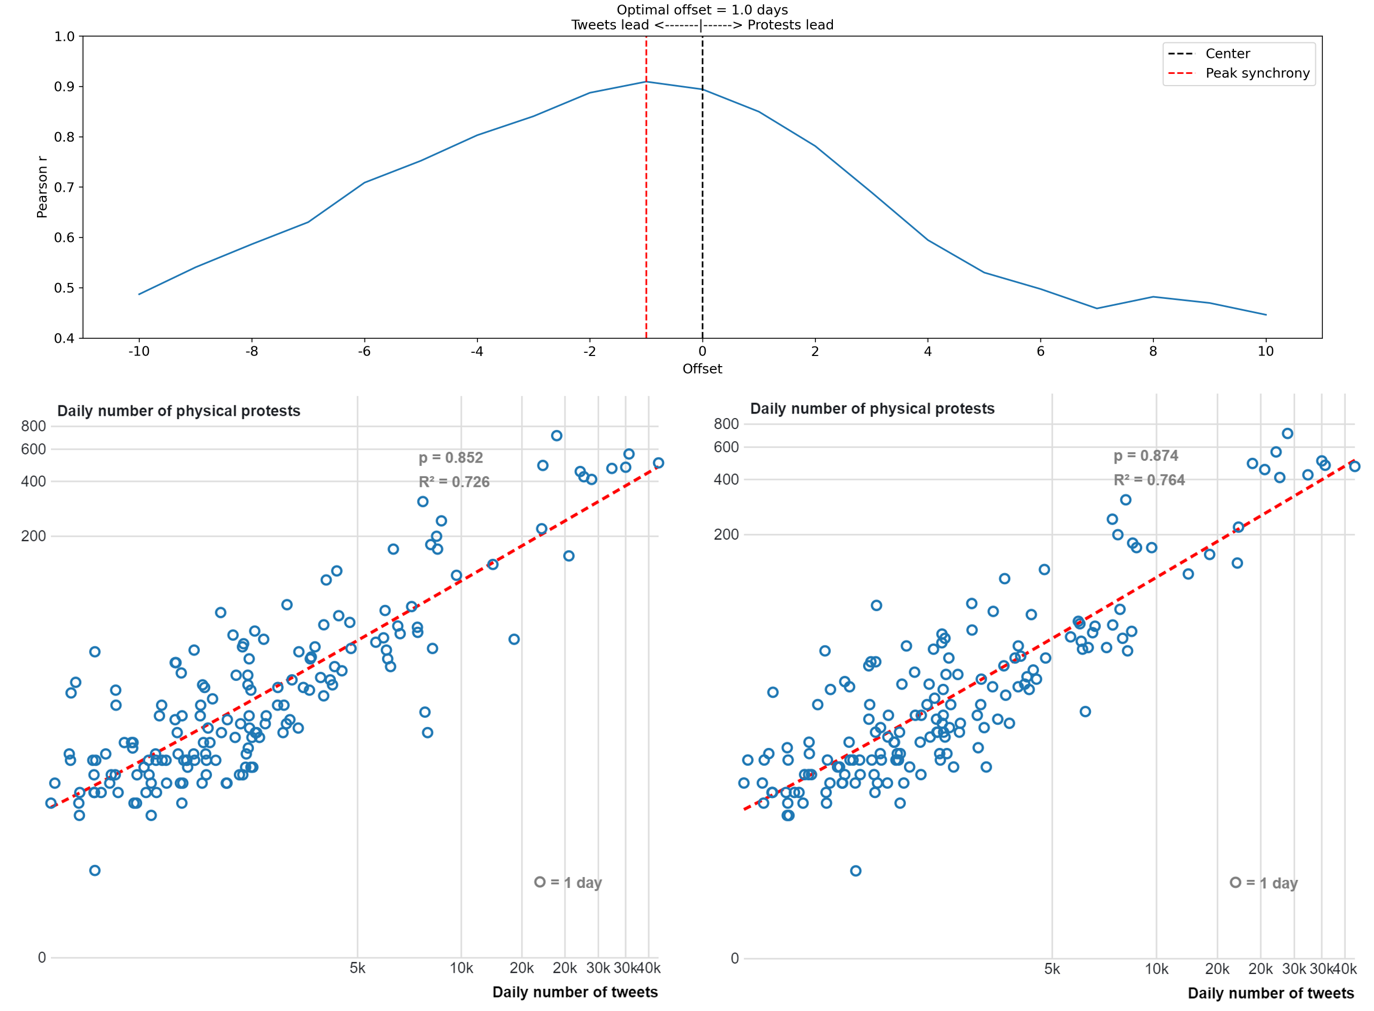 Optimal offset = 1.0 days
Tweets lead <-------|------> Protests lead
1.0
0.9
0.8
0.7
0.6
0.5
0.4
Pearson r
Center
Peak synchrony
-10 -8 -6 -4 -2 0 2 4 6 8 10
Offset
Daily number of physical protests
800
600
400
200
0
p = 0.852
R² = 0.726
= 1 day
5k 10k 20k 20k 30k 30k 40k
Daily number of tweets
Daily number of physical protests
800
600
400
200
0
p = 0.874
R² = 0.764
= 1 day
5k 10k 20k 20k 30k 30k 40k
Daily number of tweets